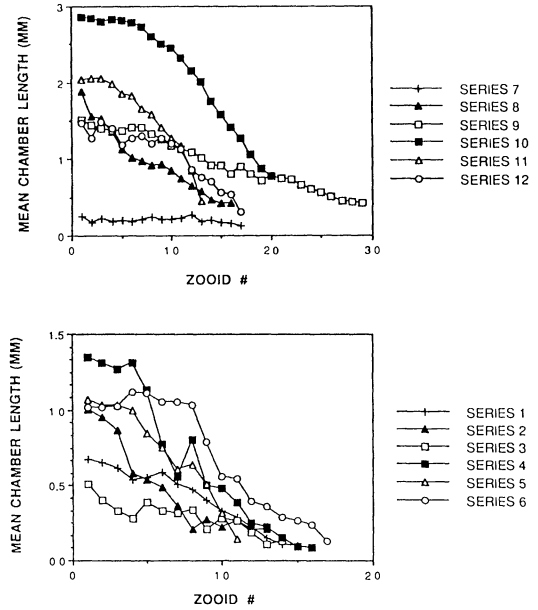 3
2
1
0
MEAN CHAMBER LENGTH (MM)
0
10
20
30
ZOOID #
SERIES 7
SERIES 8
SERIES 9
SERIES 10
SERIES 11
SERIES 12
1.5
1.0
0.5
0.0
MEAN CHAMBER LENGTH (MM)
0
10
20
ZOOID #
SERIES 1
SERIES 2
SERIES 3
SERIES 4
SERIES 5
SERIES 6